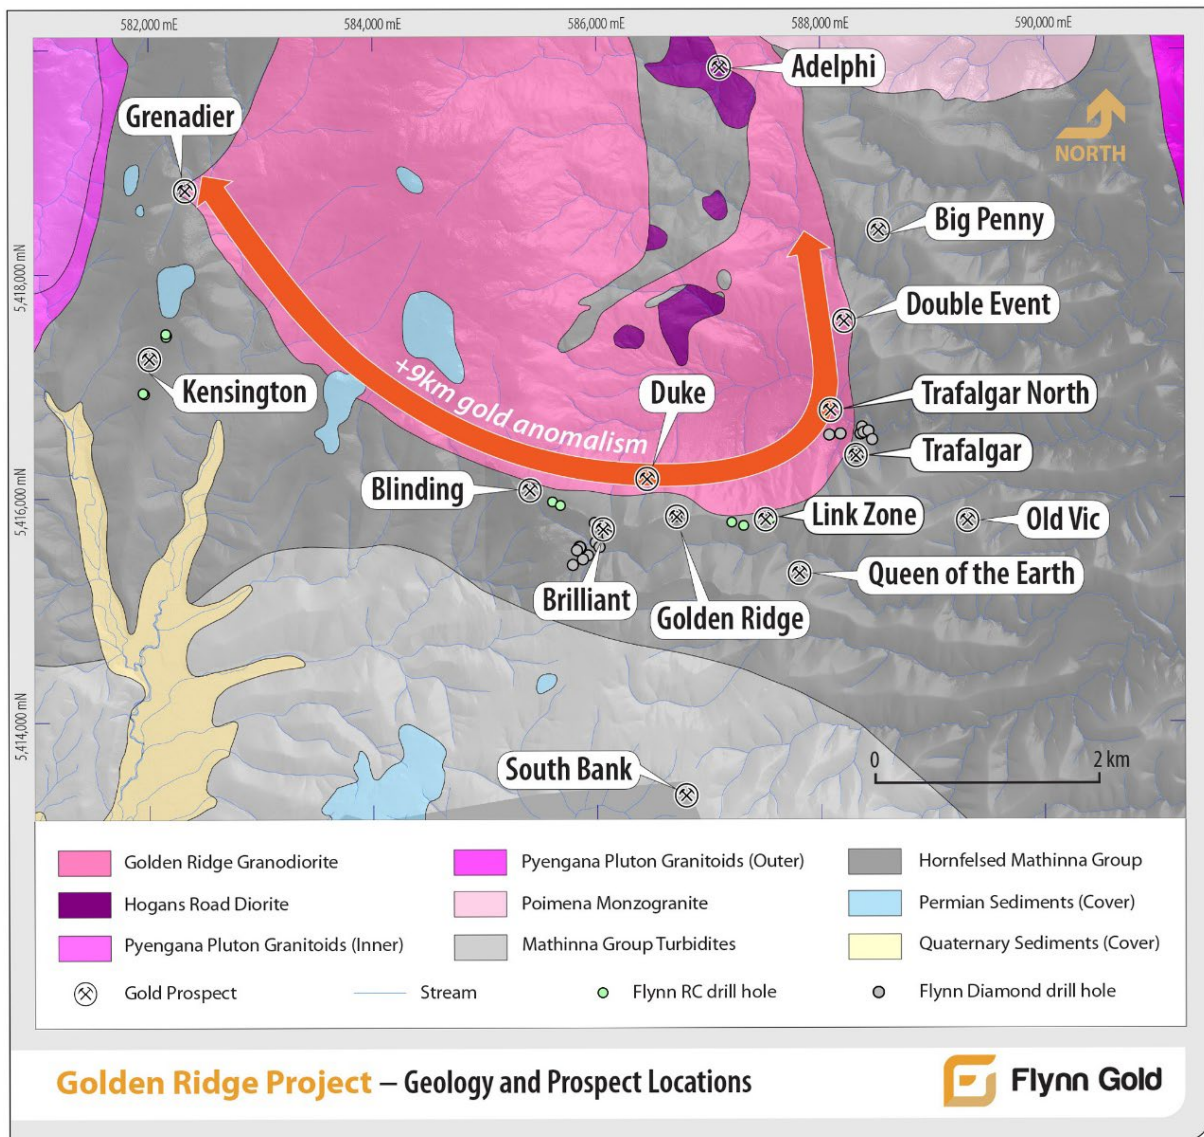 582,000 mE
584,000 mE
586,000 mE
588,000 mE
590,000 mE
Adelphi
Grenadier
NORTH
Big Penny
5,418,000 mN
Double Event
Kensington
+9km gold anomalism
Duke
Trafalgar North
Trafalgar
Blinding
5,416,000 mN
Link Zone
Old Vic
Queen of the Earth
Brilliant
Golden Ridge
5,414,000 mN
South Bank
0
2 km
Golden Ridge Granodiorite
Pyengana Pluton Granitoids (Outer)
Hornfelsed Mathinna Group
Hogans Road Diorite
Poimena Monzogranite
Permian Sediments (Cover)
Pyengana Pluton Granitoids (Inner)
Mathinna Group Turbidites
Quaternary Sediments (Cover)
Gold Prospect
Stream
Flynn RC drill hole
Flynn Diamond drill hole
Golden Ridge Project – Geology and Prospect Locations
Flynn Gold